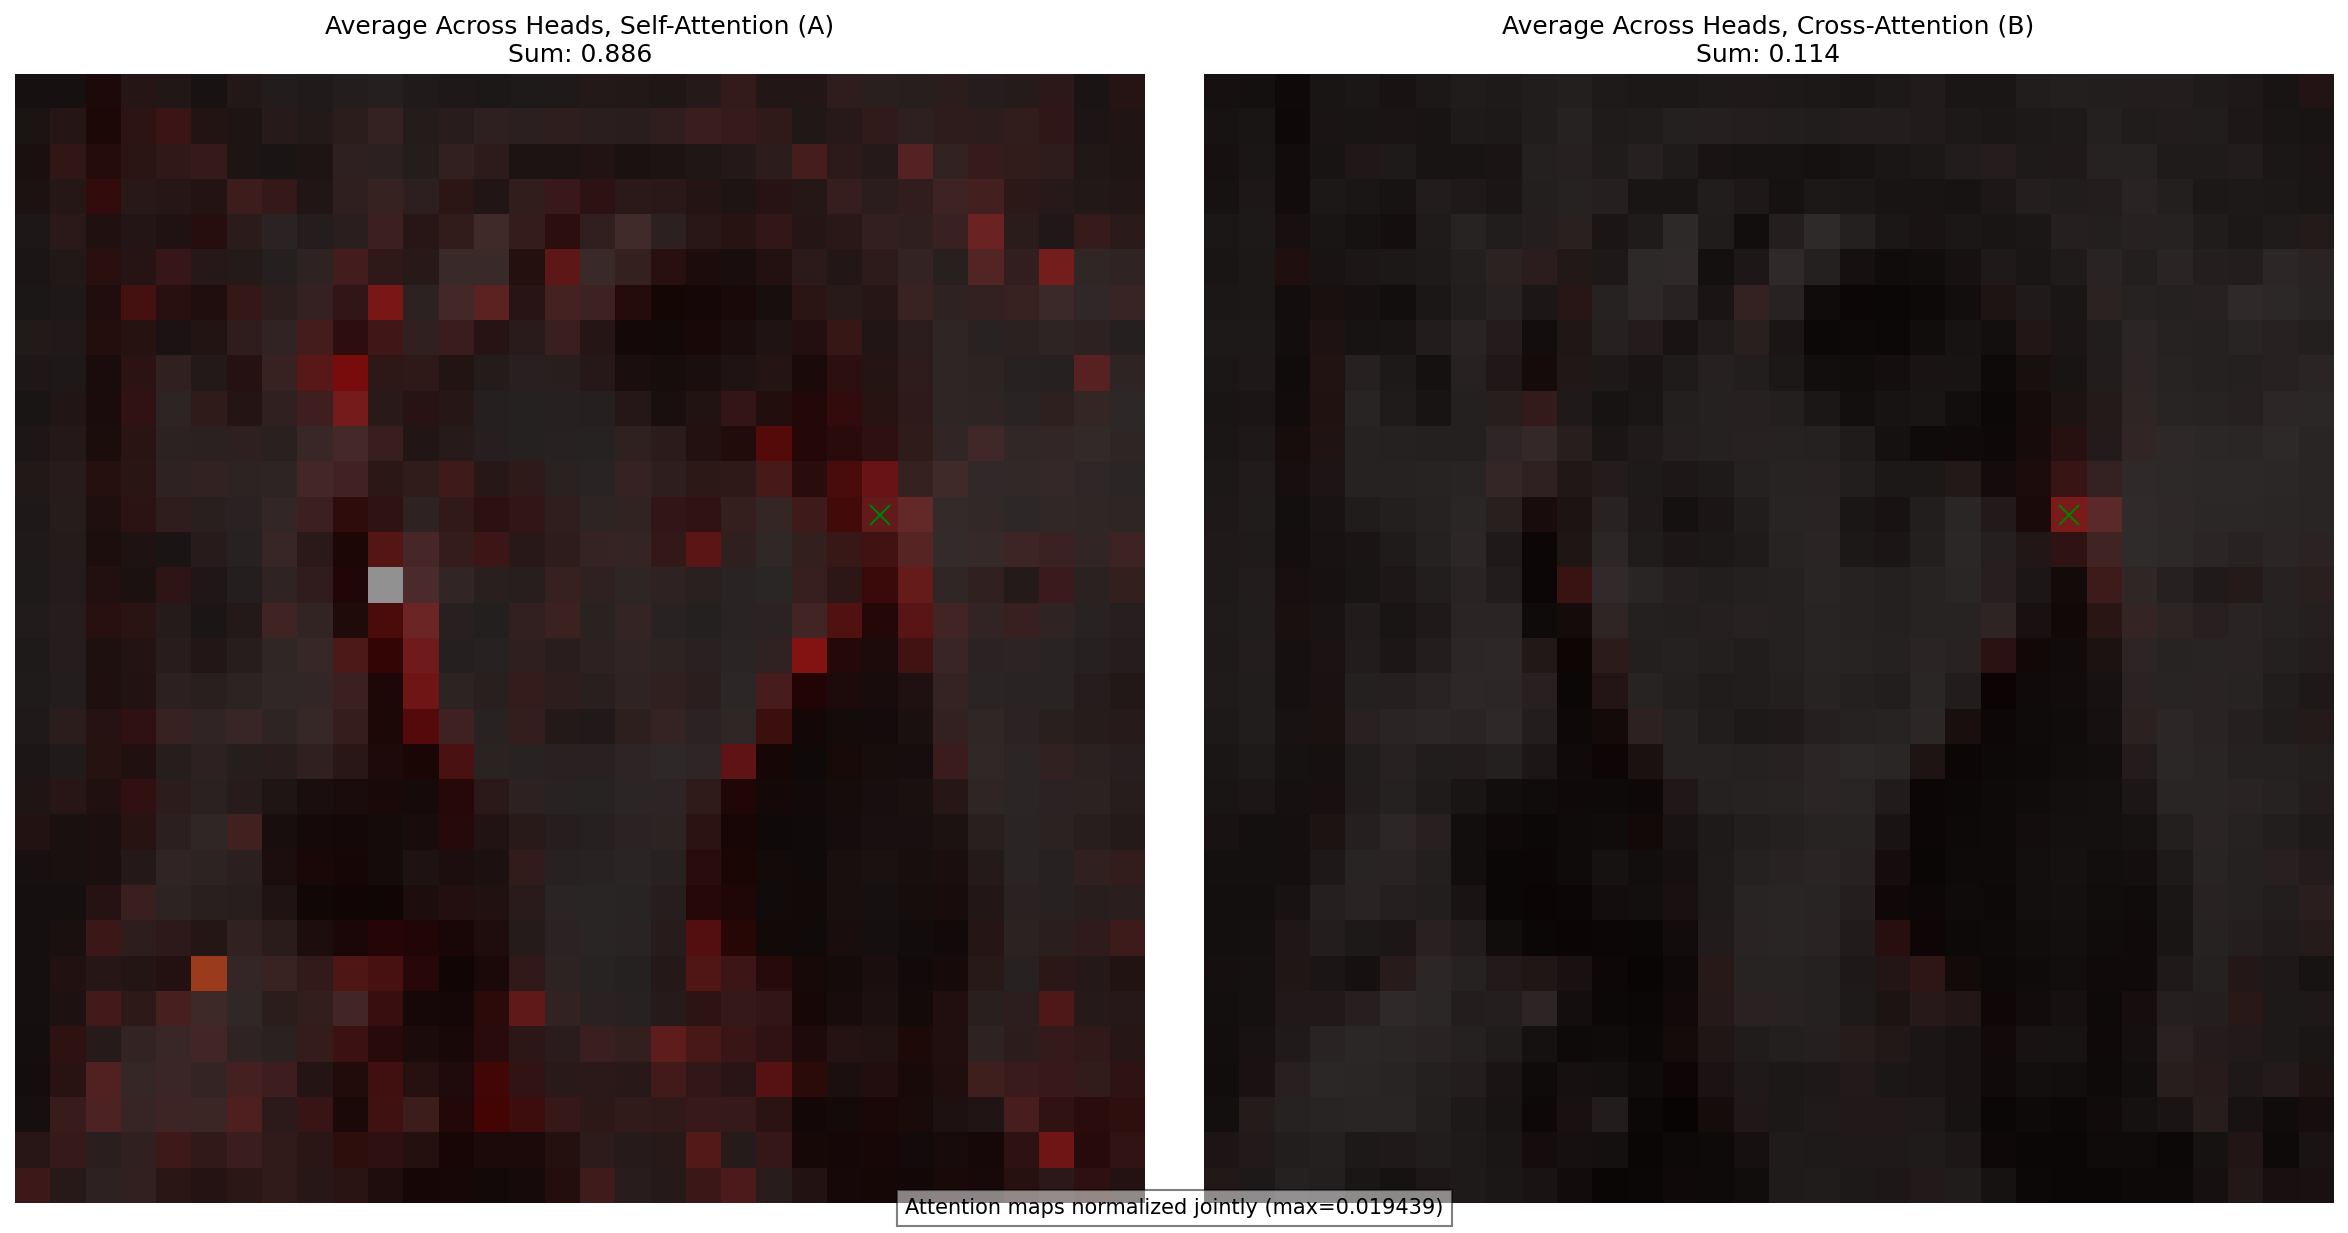 Average Across Heads, Self-Attention (A)
Sum: 0.886
Average Across Heads, Cross-Attention (B)
Sum: 0.114
Attention maps normalized jointly (max=0.019439)